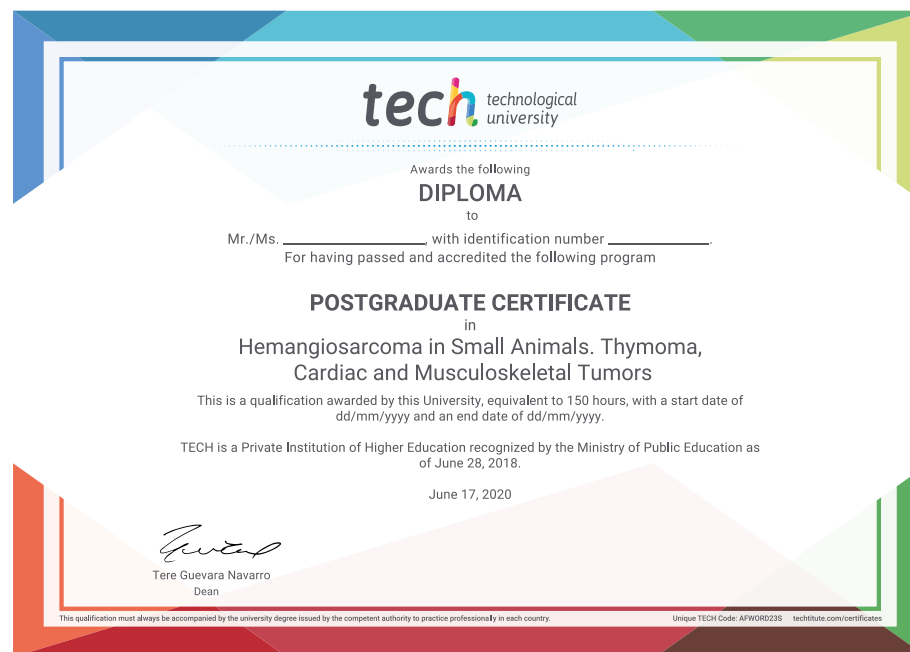 tech technological
university
Awards the following
DIPLOMA
to
Mr./Ms. ____________, with identification number ____________.
For having passed and accredited the following program
POSTGRADUATE CERTIFICATE
in
Hemangiosarcoma in Small Animals. Thymoma,
Cardiac and Musculoskeletal Tumors
This is a qualification awarded by this University, equivalent to 150 hours, with a start date of
dd/mm/yyyy and an end date of dd/mm/yyyy.
TECH is a Private Institution of Higher Education recognized by the Ministry of Public Education as
of June 28, 2018.
June 17, 2020
Tere Guevara Navarro
Dean
This qualification must always be accompanied by the university degree issued by the competent authority to practice professionally in each country.
Unique TECH Code: AFWORD23S techtitute.com/certificates